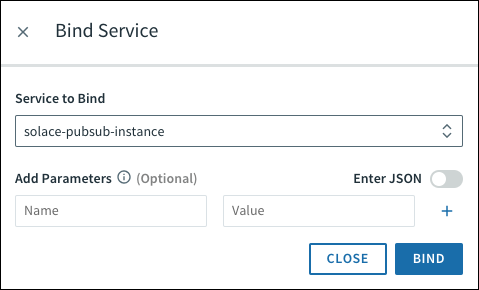 Bind Service
Service to Bind
solace-pubsub-instance
Add Parameters (Optional) Enter JSON
Name Value
CLOSE BIND